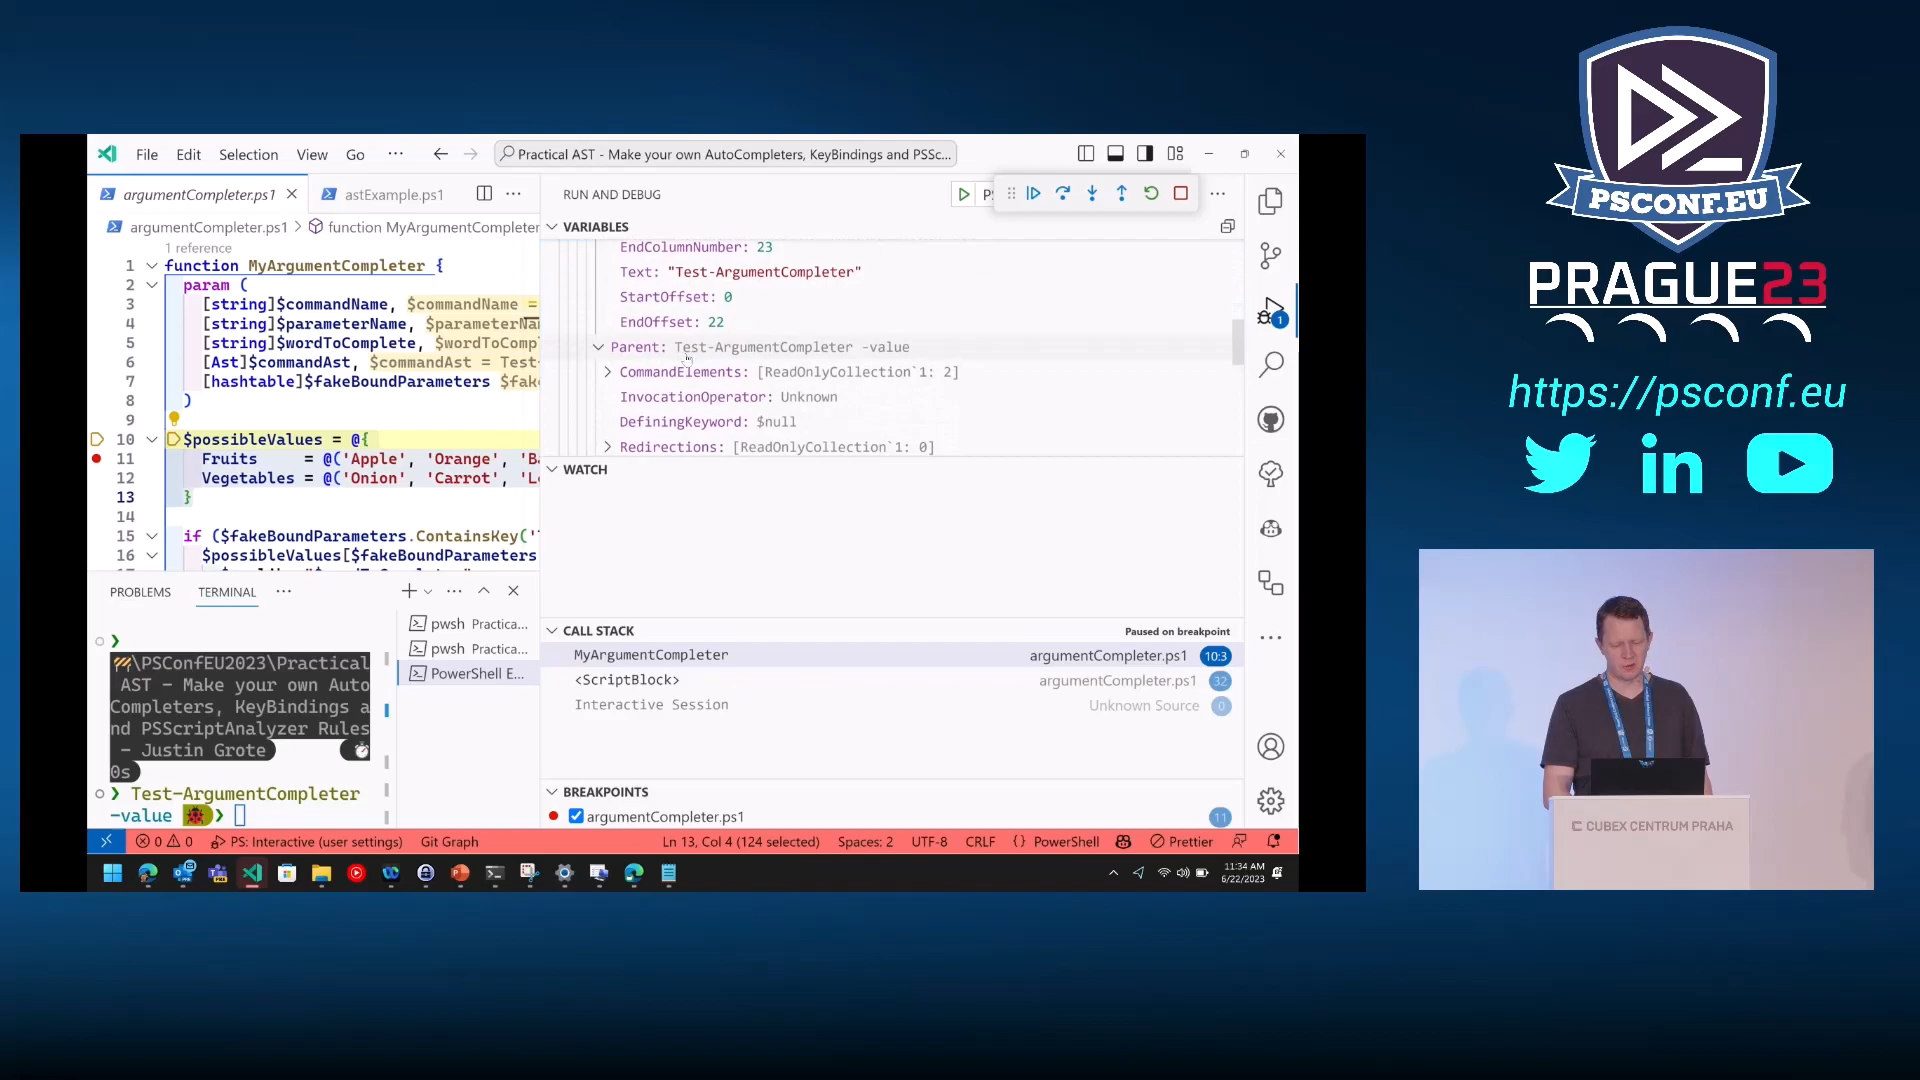 File Edit Selection View Go ···
Practical AST - Make your own AutoCompleters, KeyBindings and PSSc...
argumentCompleter.ps1
astExample.ps1
argumentCompleter.ps1 > function MyArgumentCompleter
1 reference
1 function MyArgumentCompleter {
2 param (
3 [string]$commandName, $commandName =
4 [string]$parameterName, $parameterNa
5 [string]$wordToComplete, $wordToComp
6 [Ast]$commandAst, $commandAst = Test-
7 [hashtable]$fakeBoundParameters $fak
8 )
9
10 $possibleValues = @{
11 Fruits = @('Apple', 'Orange', 'B
12 Vegetables = @('Onion', 'Carrot', 'L
13 }
14
15 if ($fakeBoundParameters.ContainsKey('
16 $possibleValues[$fakeBoundParameters
PROBLEMS TERMINAL ···
\PSConfEU2023\Practical
AST - Make your own Auto
Completers, KeyBindings a
nd PSScriptAnalyzer Rules
- Justin Grote
0s
❯ Test-ArgumentCompleter
-value ❯
pwsh Practica...
pwsh Practica...
PowerShell E...
RUN AND DEBUG
VARIABLES
EndColumnNumber: 23
Text: "Test-ArgumentCompleter"
StartOffset: 0
EndOffset: 22
Parent: Test-ArgumentCompleter -value
CommandElements: [ReadOnlyCollection`1: 2]
InvocationOperator: Unknown
DefiningKeyword: $null
Redirections: [ReadOnlyCollection`1: 0]
WATCH
CALL STACK Paused on breakpoint
MyArgumentCompleter argumentCompleter.ps1 10:3
<ScriptBlock> argumentCompleter.ps1 32
Interactive Session Unknown Source 0
BREAKPOINTS
argumentCompleter.ps1 11
1
0 0 PS: Interactive (user settings) Git Graph Ln 13, Col 4 (124 selected) Spaces: 2 UTF-8 CRLF {} PowerShell Prettier
11:34 AM
6/22/2023
PSCONF.EU
PRAGUE23
https://psconf.eu
in
CUBEX CENTRUM PRAHA